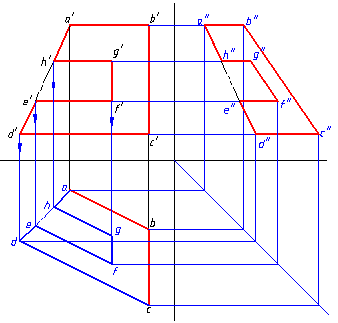 a' b' a" b"
h' g' h" g"
e' f' e" f"
d' c' d" c"
a
h b
e g
d f
c